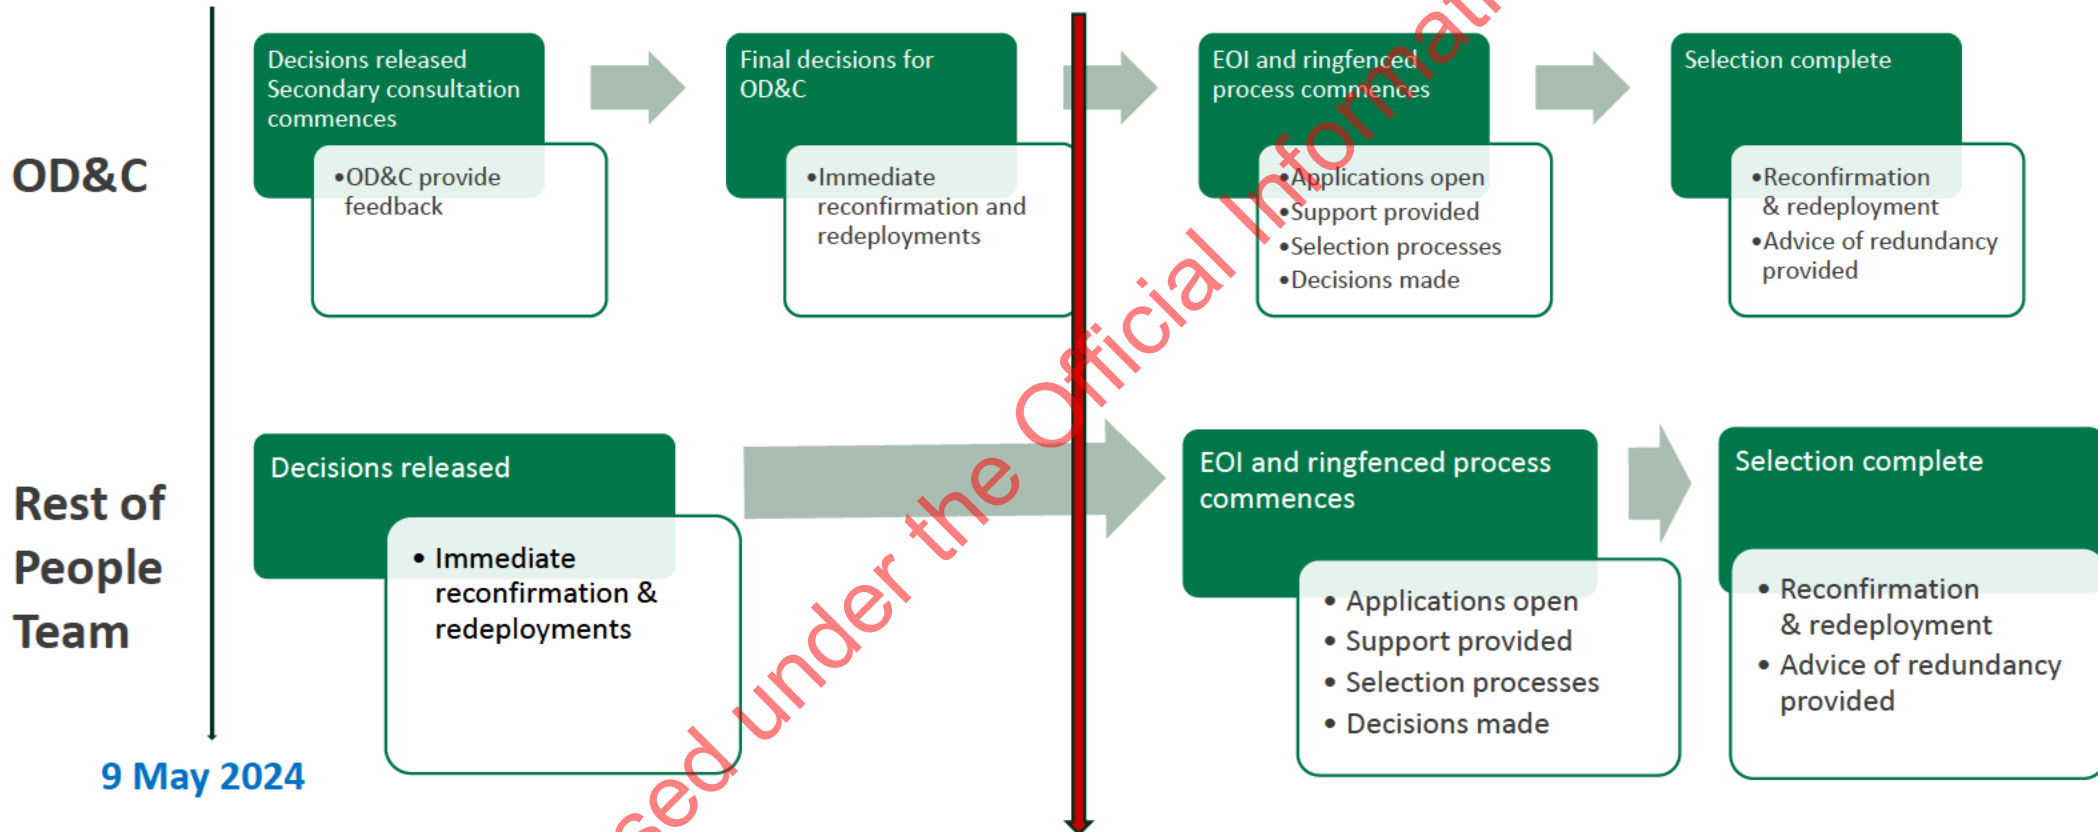 OD&C
Decisions released
Secondary consultation
commences
•OD&C provide
feedback
Final decisions for
OD&C
•Immediate
reconfirmation and
redeployments
EOI and ringfenced
process commences
•Applications open
•Support provided
•Selection processes
•Decisions made
Selection complete
•Reconfirmation
& redeployment
•Advice of redundancy
provided
Rest of
People
Team
Decisions released
• Immediate
reconfirmation &
redeployments
EOI and ringfenced process
commences
• Applications open
• Support provided
• Selection processes
• Decisions made
Selection complete
• Reconfirmation
& redeployment
• Advice of redundancy
provided
9 May 2024
sed under the Official Informati